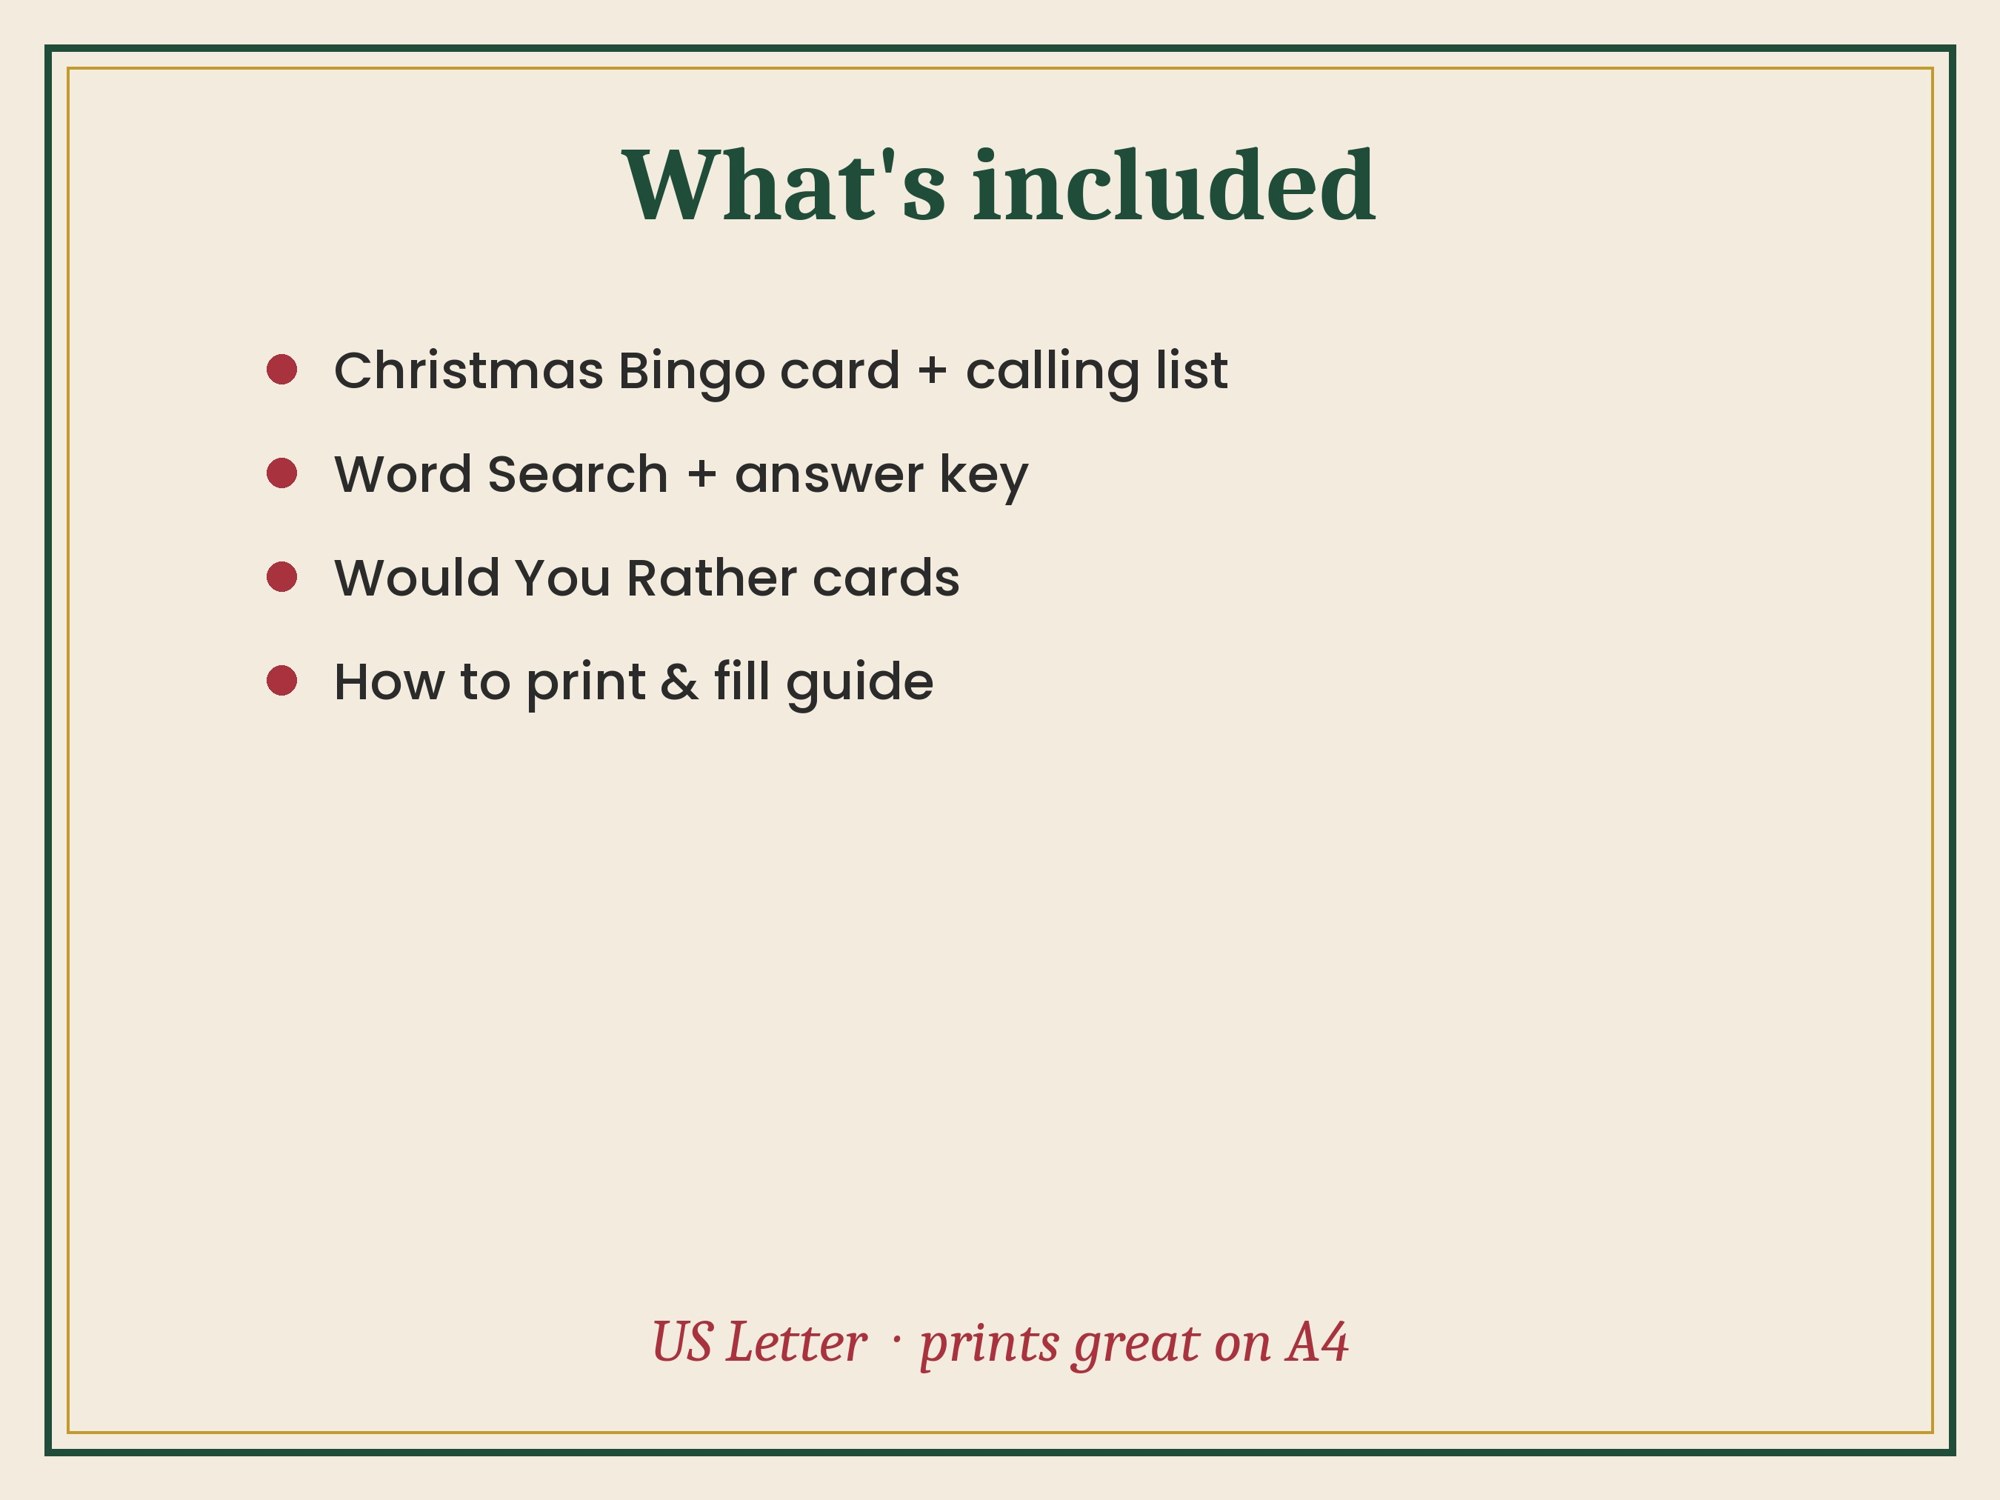 What's included
Christmas Bingo card + calling list
Word Search + answer key
Would You Rather cards
How to print & fill guide
US Letter · prints great on A4